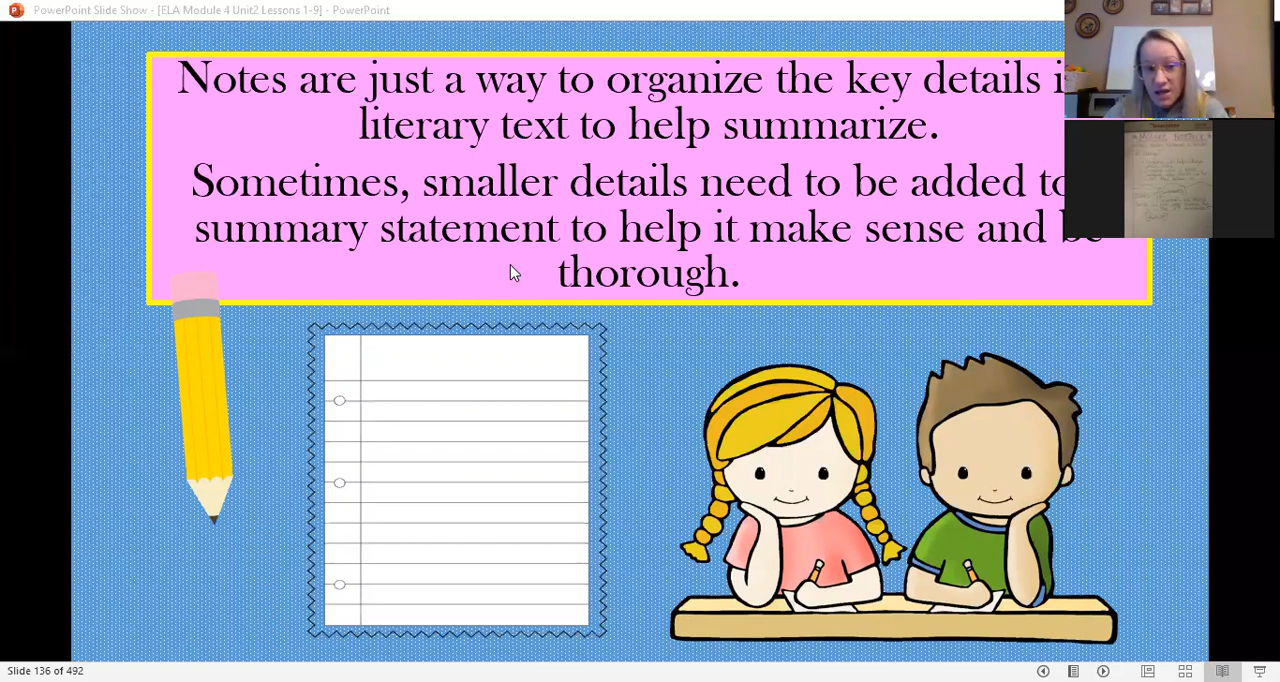 PowerPoint Slide Show - [ELA Module 4 Unit2 Lessons 1-9] - PowerPoint
Notes are just a way to organize the key details
literary text to help summarize.
Sometimes, smaller details need to be added to
summary statement to help it make sense and be
thorough.
Slide 136 of 492